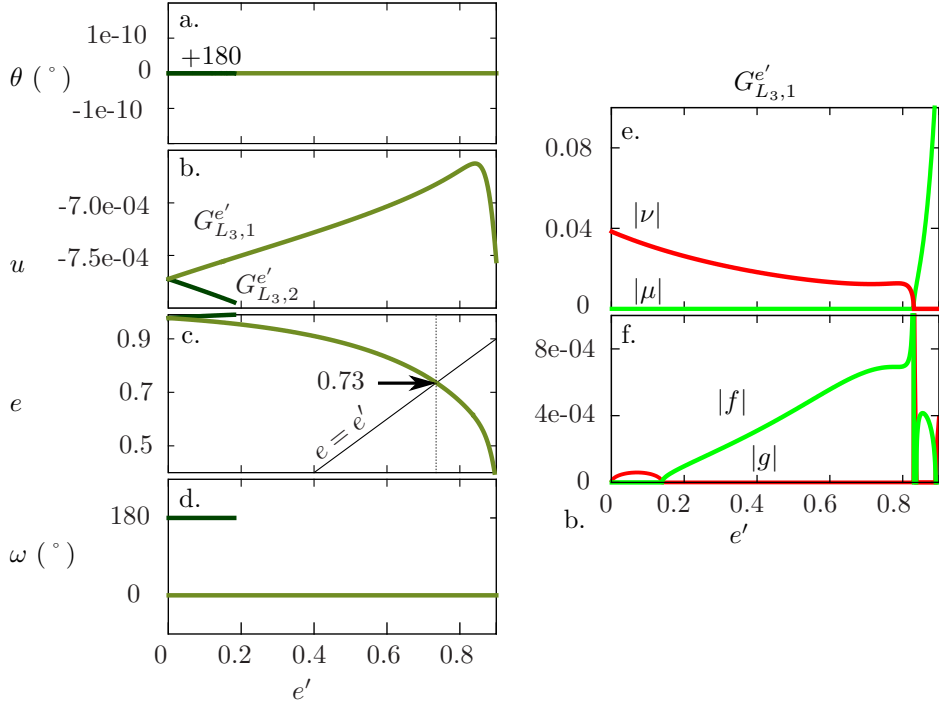 a.
1e-10
+180
θ (°)
0
-1e-10
b.
-7.0e-04
G^{e'}_{L_3,1}
-7.5e-04
u
G^{e'}_{L_3,2}
c.
0.9
0.7
0.73
e
e = e'
0.5
d.
180
ω (°)
0
0 0.2 0.4 0.6 0.8
e'
G^{e'}_{L_3,1}
e.
0.08
|ν|
0.04
|μ|
0
f.
8e-04
|f|
4e-04
|g|
0
b.
0 0.2 0.4 0.6 0.8
e'